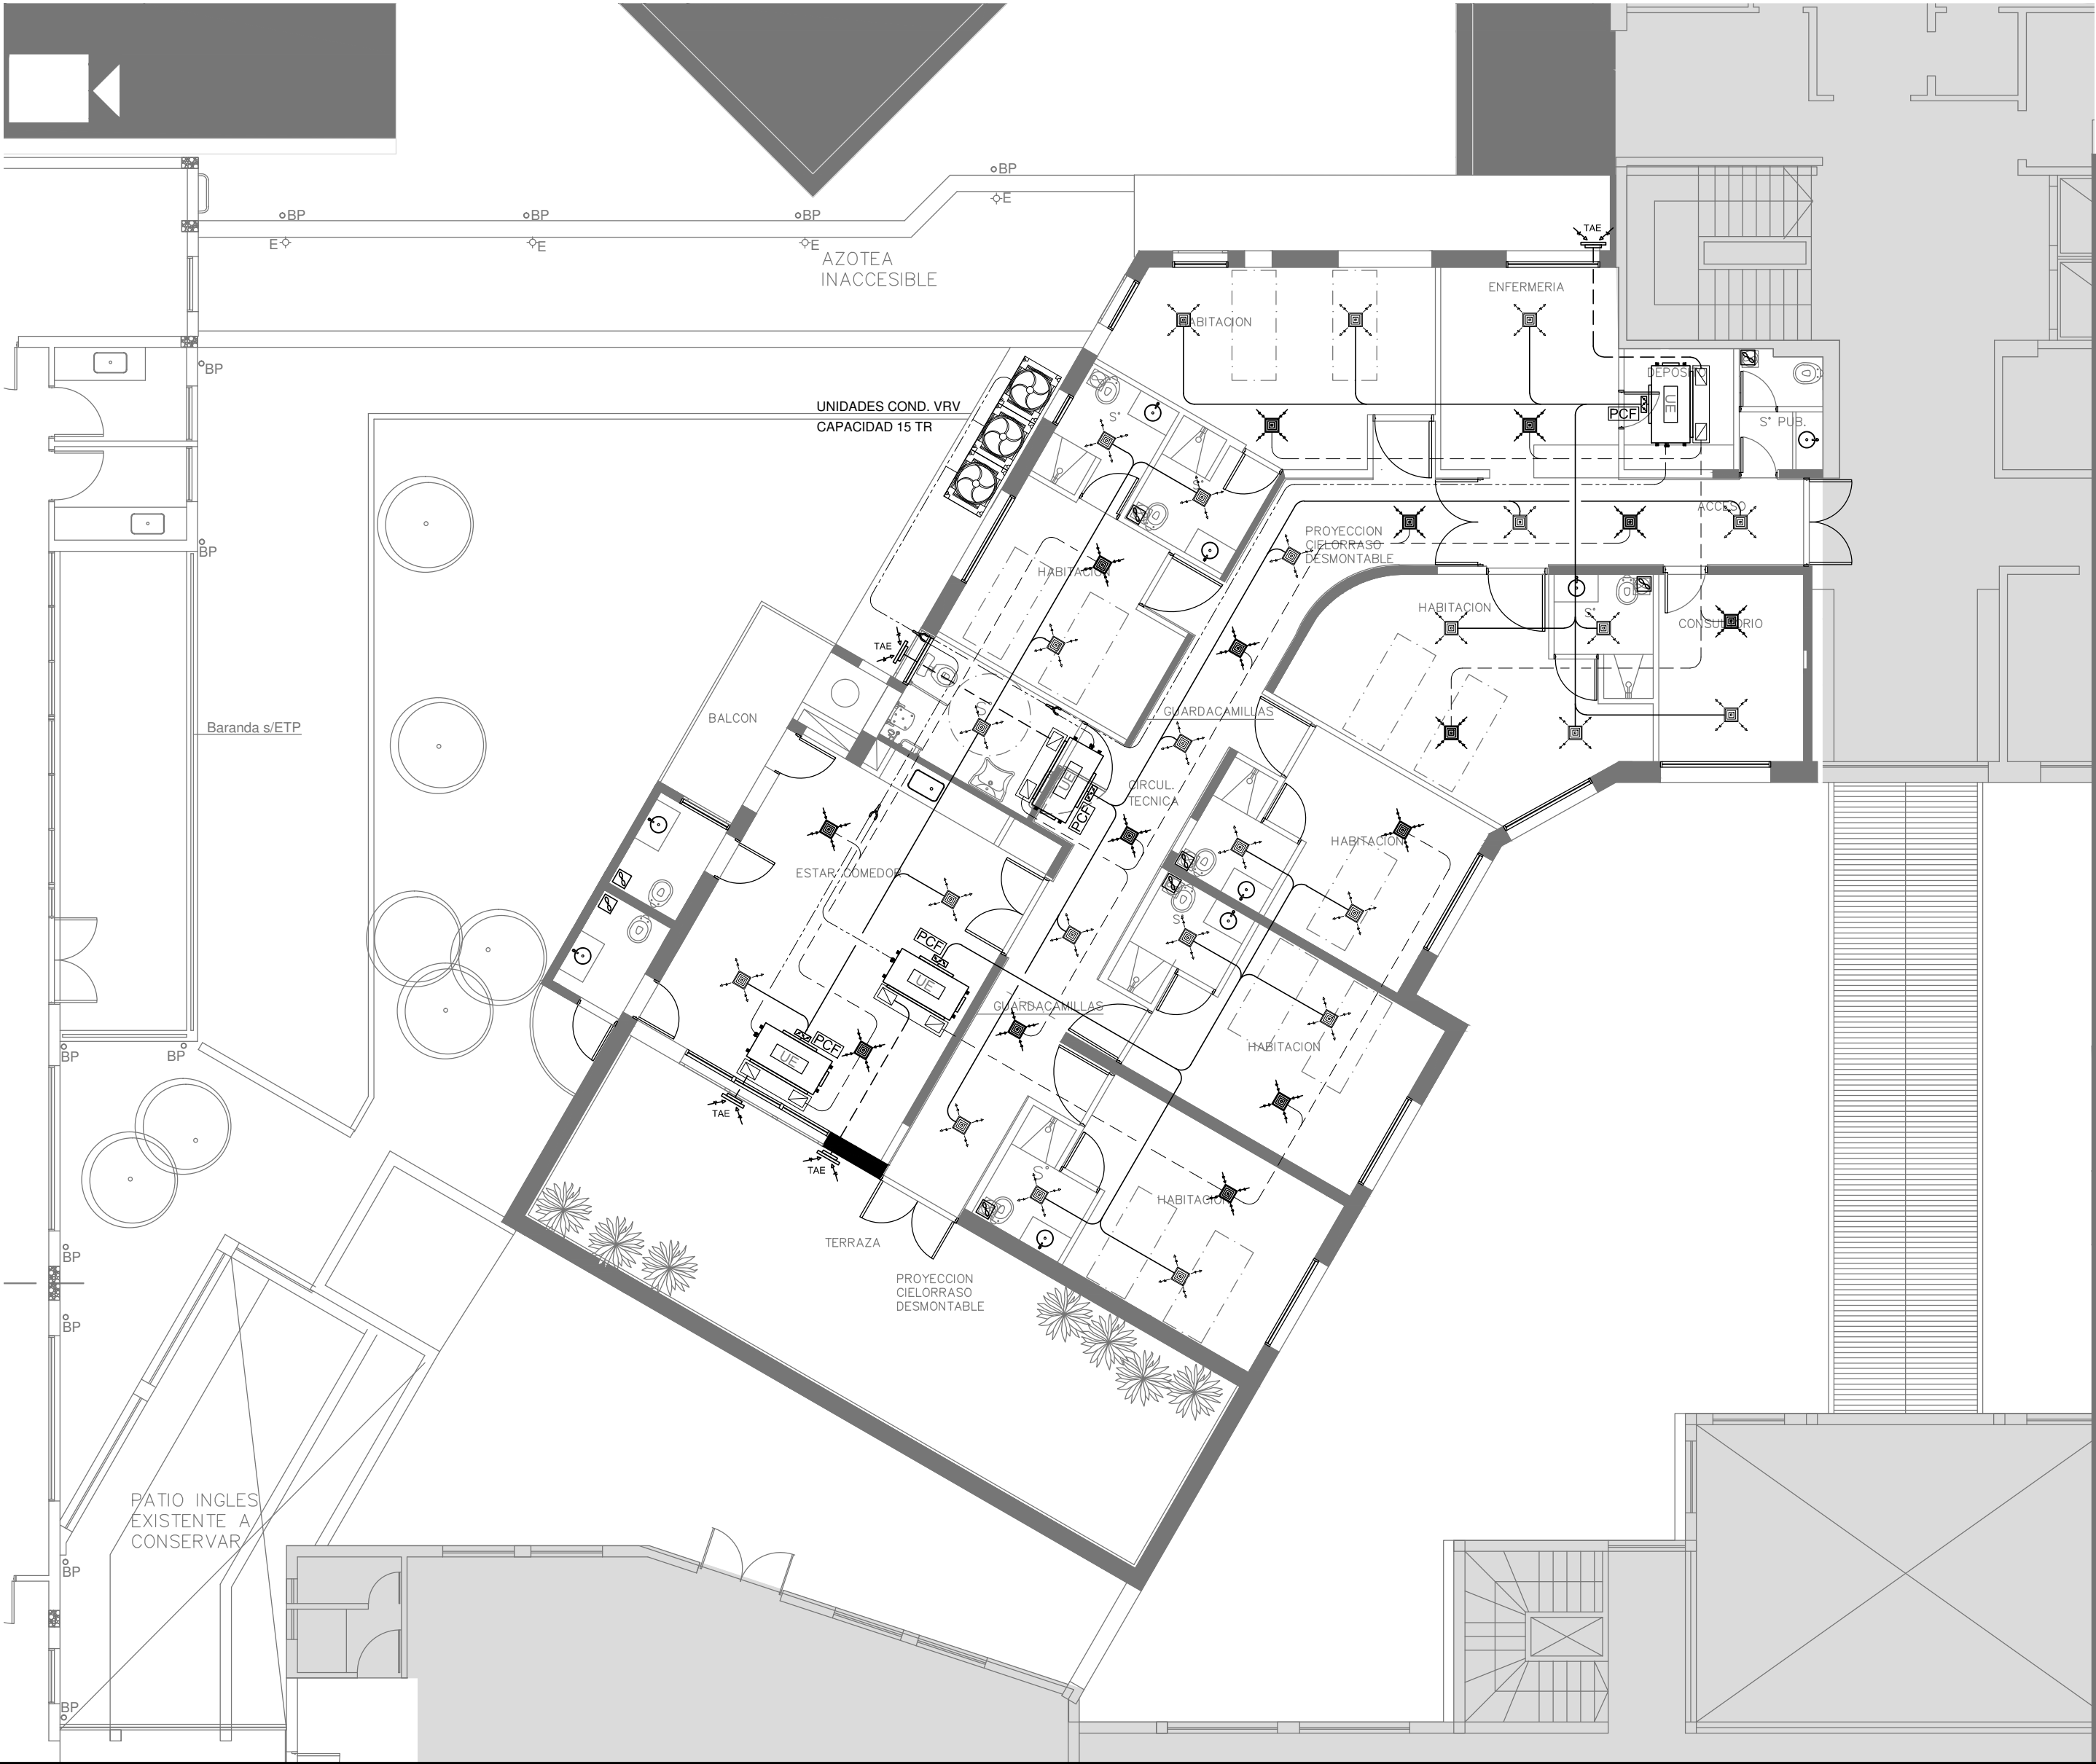 BP
E
BP
BP
BP
TAE
E
E
E
AZOTEA
INACCESIBLE
ENFERMERIA
HABITACION
BP
DEPOSITO
UE
UNIDADES COND. VRV
CAPACIDAD 15 TR
PCF
S°
S° PUB.
S°
ACCESO
PROYECCION
CIELORRASO
DESMONTABLE
BP
HABITACION
HABITACION
S°
CONSULTORIO
TAE
S°
GUARDACAMILLAS
BALCON
Baranda s/ETP
UE
CIRCUL.
TECNICA
PCF
HABITACION
ESTAR COMEDOR
S°
PCF
UE
GUARDACAMILLAS
PCF
UE
HABITACION
BP
BP
TAE
TAE
S°
HABITACION
TERRAZA
BP
PROYECCION
CIELORRASO
DESMONTABLE
BP
PATIO INGLES
EXISTENTE A
CONSERVAR
BP
BP